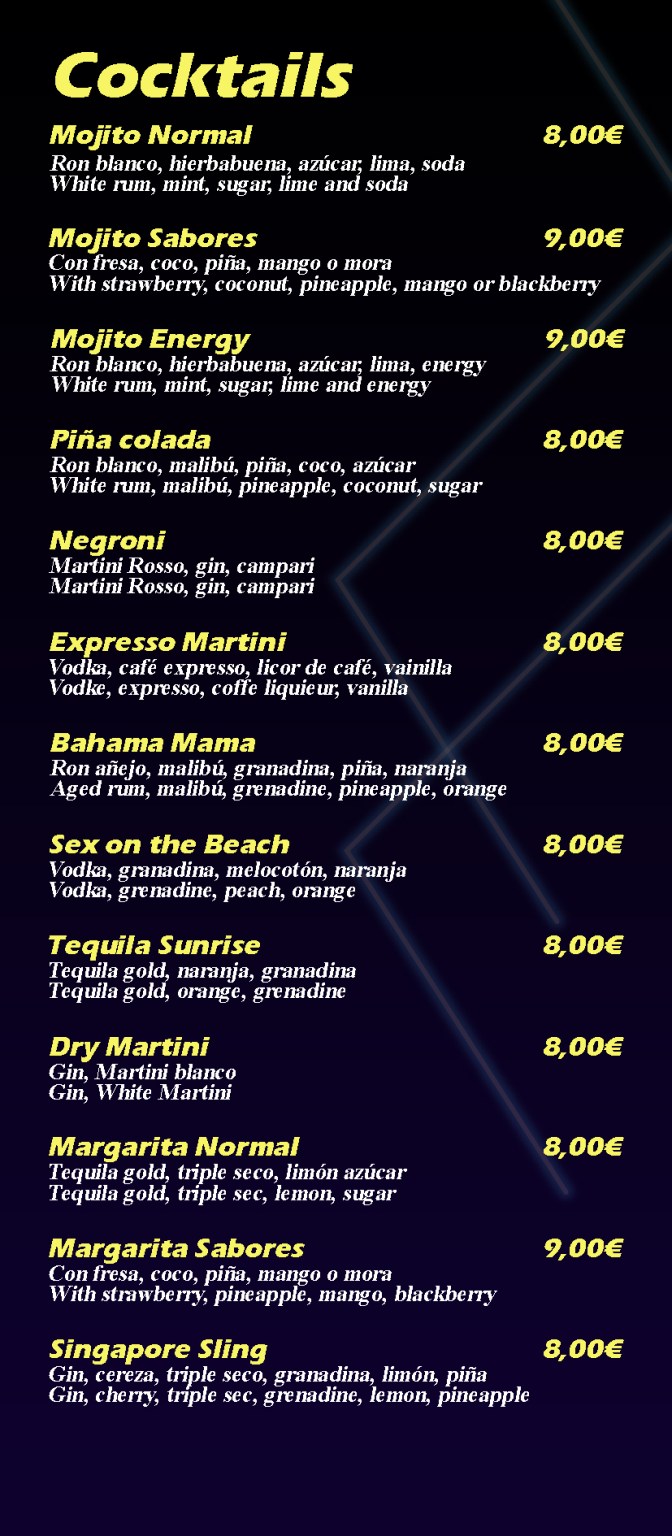 Cocktails
Mojito Normal 8,00€
Ron blanco, hierbabuena, azúcar, lima, soda
White rum, mint, sugar, lime and soda
Mojito Sabores 9,00€
Con fresa, coco, piña, mango o mora
With strawberry, coconut, pineapple, mango or blackberry
Mojito Energy 9,00€
Ron blanco, hierbabuena, azúcar, lima, energy
White rum, mint, sugar, lime and energy
Piña colada 8,00€
Ron blanco, malibú, piña, coco, azúcar
White rum, malibú, pineapple, coconut, sugar
Negroni 8,00€
Martini Rosso, gin, campari
Martini Rosso, gin, campari
Expresso Martini 8,00€
Vodka, café expresso, licor de café, vainilla
Vodke, expresso, coffe liquieur, vanilla
Bahama Mama 8,00€
Ron añejo, malibú, granadina, piña, naranja
Aged rum, malibú, grenadine, pineapple, orange
Sex on the Beach 8,00€
Vodka, granadina, melocotón, naranja
Vodka, grenadine, peach, orange
Tequila Sunrise 8,00€
Tequila gold, naranja, granadina
Tequila gold, orange, grenadine
Dry Martini 8,00€
Gin, Martini blanco
Gin, White Martini
Margarita Normal 8,00€
Tequila gold, triple seco, limón azúcar
Tequila gold, triple sec, lemon, sugar
Margarita Sabores 9,00€
Con fresa, coco, piña, mango o mora
With strawberry, pineapple, mango, blackberry
Singapore Sling 8,00€
Gin, cereza, triple seco, granadina, limón, piña
Gin, cherry, triple sec, grenadine, lemon, pineapple